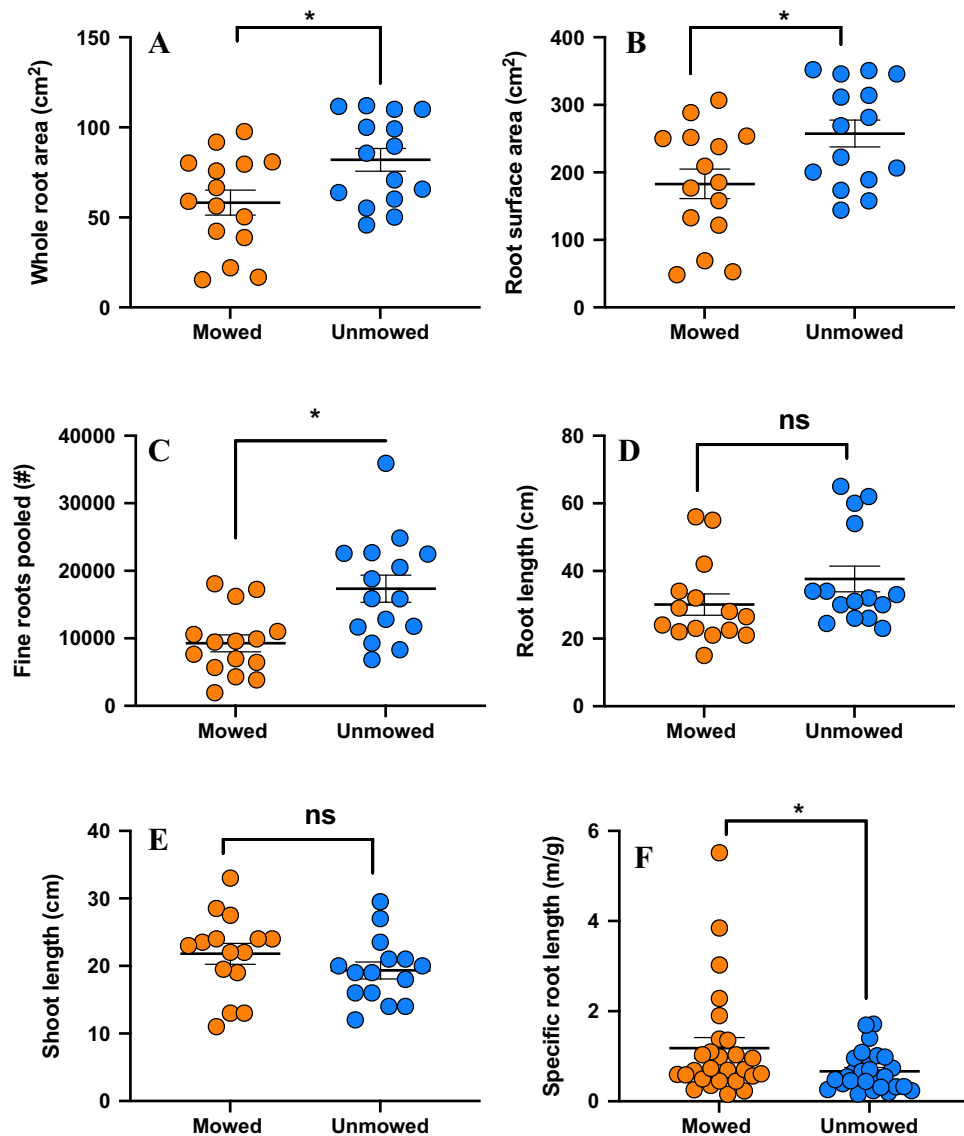 A
*
Whole root area (cm²)
150
100
50
0
Mowed Unmowed
B
*
Root surface area (cm²)
400
300
200
100
0
Mowed Unmowed
C
*
Fine roots pooled (#)
40000
30000
20000
10000
0
Mowed Unmowed
D
ns
Root length (cm)
80
60
40
20
0
Mowed Unmowed
E
ns
Shoot length (cm)
40
30
20
10
0
Mowed Unmowed
F
*
Specific root length (m/g)
6
4
2
0
Mowed Unmowed